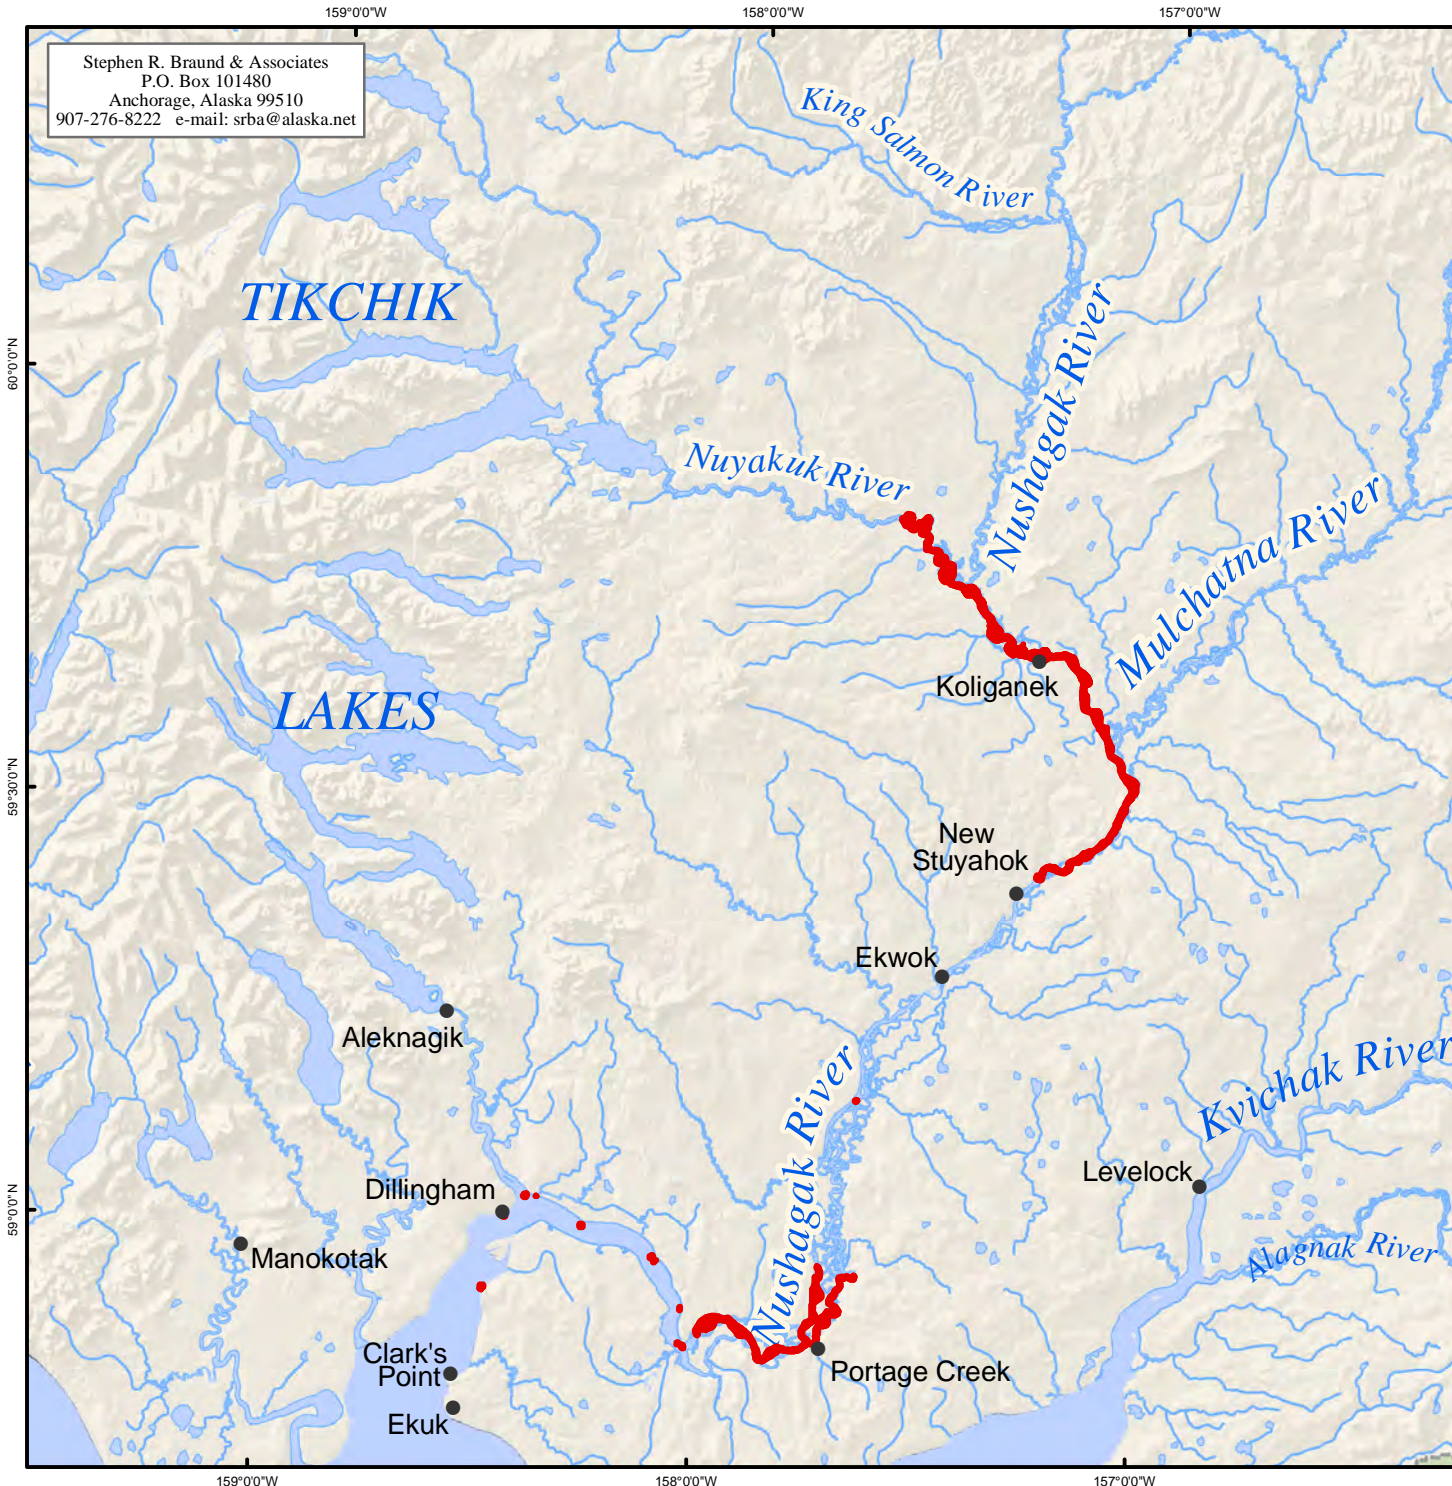 159°0'0"W
158°0'0"W
157°0'0"W
Stephen R. Braund & Associates
P.O. Box 101480
Anchorage, Alaska 99510
907-276-8222 e-mail: srba@alaska.net
King Salmon River
TIKCHIK
60°0'0"N
Nushagak River
Nuyakuk River
Mulchatna River
Koliganek
LAKES
59°30'0"N
New
Stuyahok
Ekwok
Aleknagik
Kvichak River
Nushagak River
Levelock
Dillingham
59°0'0"N
Manokotak
Alagnak River
Clark's
Point
Portage Creek
Ekuk
159°0'0"W
158°0'0"W
157°0'0"W